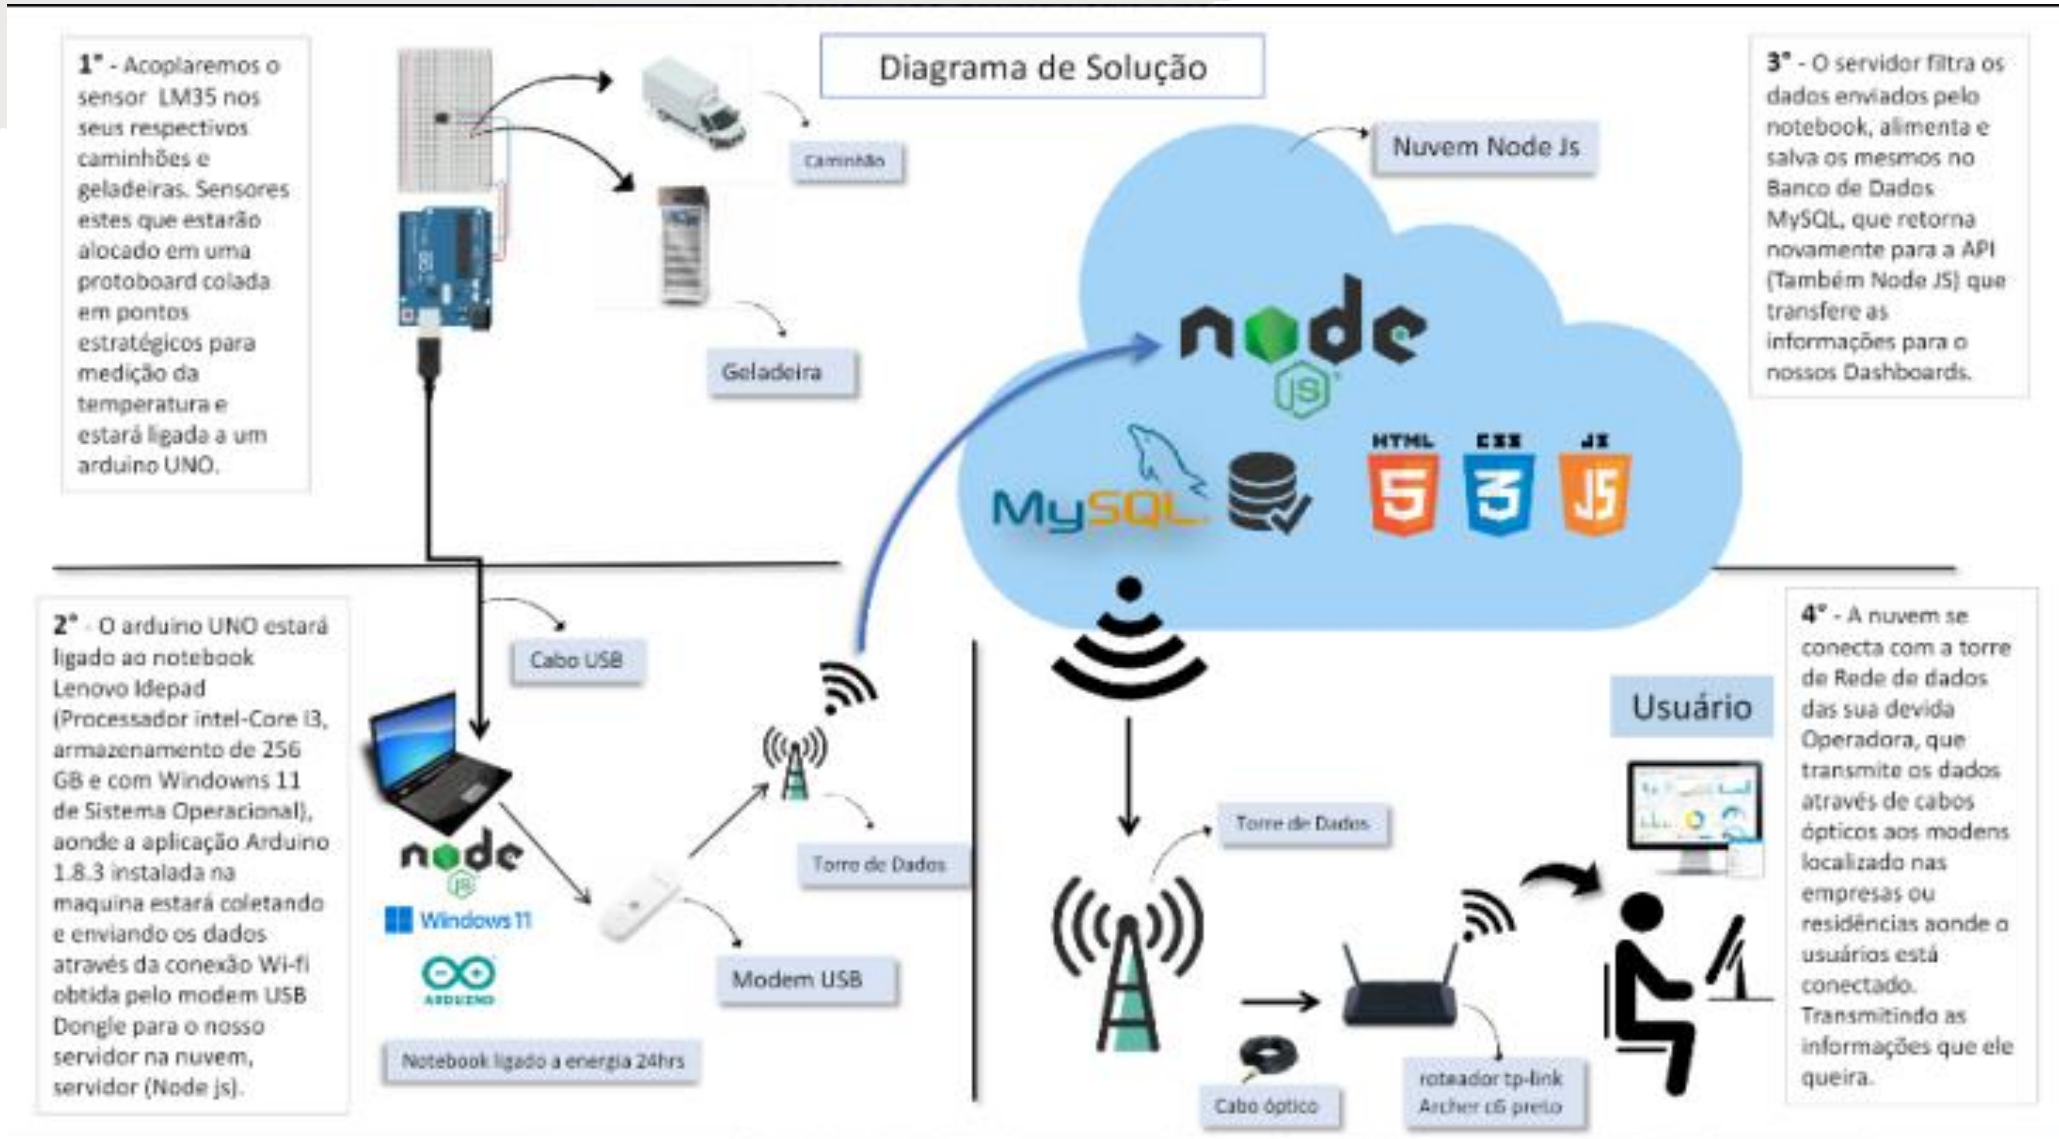 Diagrama de Solução
1° - Acoplaremos o
sensor LM35 nos
seus respectivos
caminhões e
geladeiras. Sensores
estes que estarão
alocado em uma
protoboard colada
em pontos
estratégicos para
medição da
temperatura e
estará ligada a um
arduino UNO.
Caminhão
Geladeira
Nuvem Node Js
3° - O servidor filtra os
dados enviados pelo
notebook, alimenta e
salva os mesmos no
Banco de Dados
MySQL, que retorna
novamente para a API
(Também Node JS) que
transfere as
informações para o
nossos Dashboards.
node
JS
MySQL
HTML
5
CSS
3
JS
JS
2° - O arduino UNO estará
ligado ao notebook
Lenovo Idepad
(Processador intel-Core i3,
armazenamento de 256
GB e com Windowns 11
de Sistema Operacional),
aonde a aplicação Arduino
1.8.3 instalada na
maquina estará coletando
e enviando os dados
através da conexão Wi-fi
obtida pelo modem USB
Dongle para o nosso
servidor na nuvem,
servidor (Node js).
Cabo USB
node
JS
Windows 11
ARDUINO
Notebook ligado a energia 24hrs
Modem USB
Torre de Dados
Torre de Dados
Cabo óptico
roteador tp-link
Archer c6 preto
Usuário
4° - A nuvem se
conecta com a torre
de Rede de dados
das sua devida
Operadora, que
transmite os dados
através de cabos
ópticos aos modens
localizado nas
empresas ou
residências aonde o
usuários está
conectado.
Transmitindo as
informações que ele
queira.